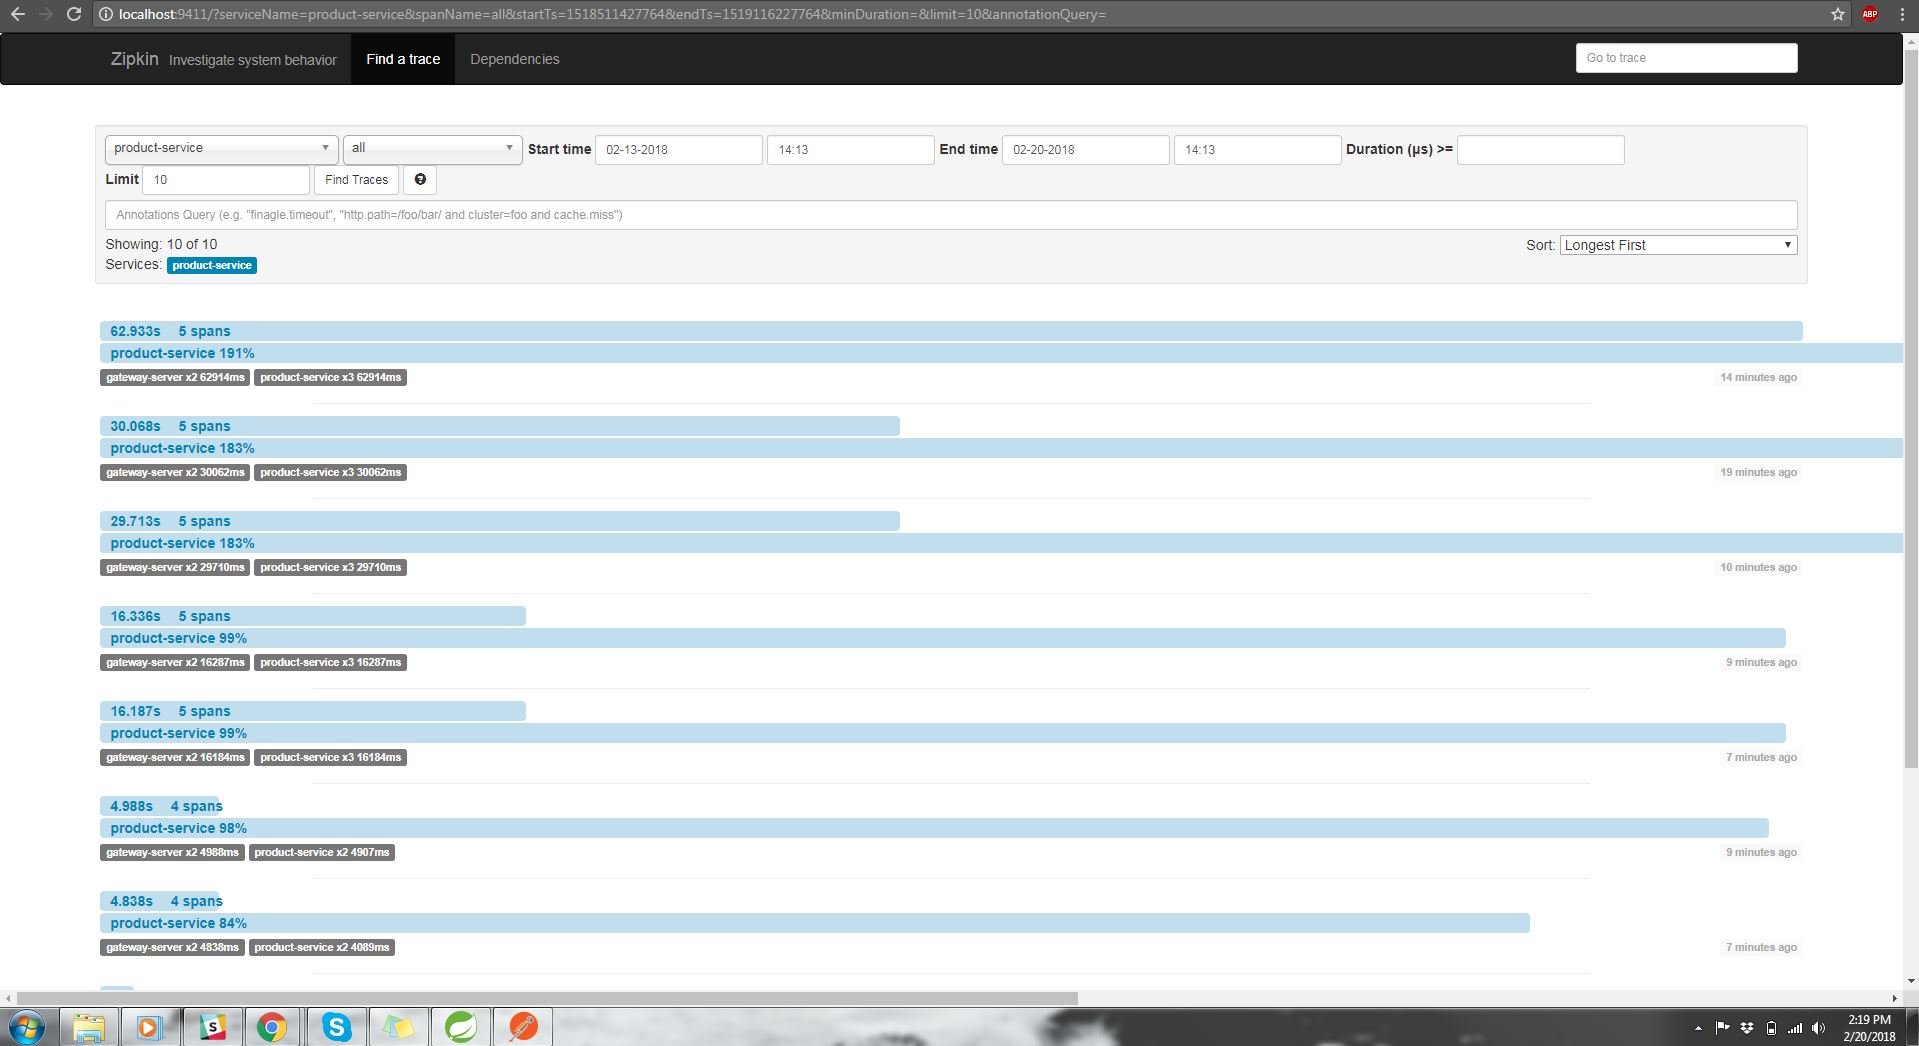 localhost:9411/?serviceName=product-service&spanName=all&startTs=1518511427764&endTs=1519116227764&minDuration=&limit=10&annotationQuery=
ABP
Zipkin Investigate system behavior Find a trace Dependencies Go to trace
product-service all Start time 02-13-2018 14:13 End time 02-20-2018 14:13 Duration (μs) >=
Limit 10 Find Traces
Annotations Query (e.g. "finagle.timeout", "http.path=/foo/bar/ and cluster=foo and cache.miss")
Showing: 10 of 10 Sort: Longest First
Services: product-service
62.933s 5 spans
product-service 191%
gateway-server x2 62914ms product-service x3 62914ms 14 minutes ago
30.068s 5 spans
product-service 183%
gateway-server x2 30062ms product-service x3 30062ms 19 minutes ago
29.713s 5 spans
product-service 183%
gateway-server x2 29710ms product-service x3 29710ms 10 minutes ago
16.336s 5 spans
product-service 99%
gateway-server x2 16287ms product-service x3 16287ms 9 minutes ago
16.187s 5 spans
product-service 99%
gateway-server x2 16184ms product-service x3 16184ms 7 minutes ago
4.988s 4 spans
product-service 98%
gateway-server x2 4988ms product-service x2 4907ms 9 minutes ago
4.838s 4 spans
product-service 84%
gateway-server x2 4838ms product-service x2 4089ms 7 minutes ago
2:19 PM
2/20/2018